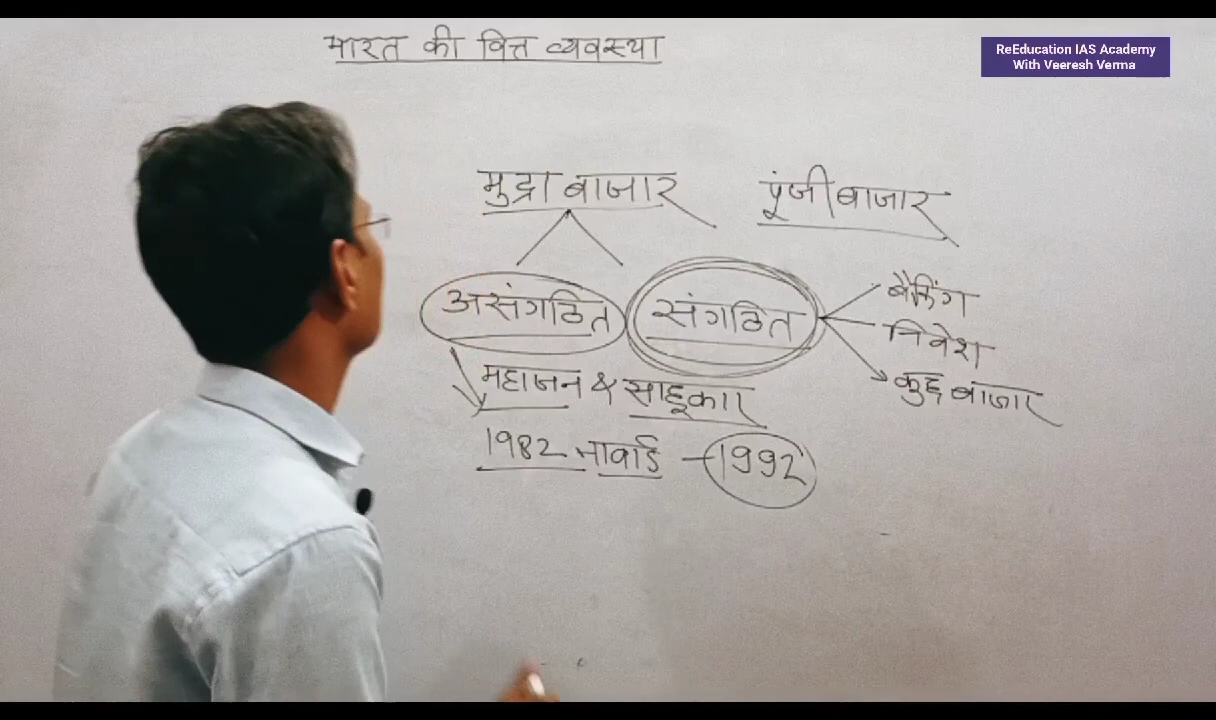 भारत की वित्त व्यवस्था
ReEducation IAS Academy
With Veeresh Verma
मुद्रा बाजार
पूंजी बाजार
असंगठित
संगठित
बैंकिंग
निवेश
बाजार
महाजन & साहूकार
1982 नाबार्ड - 1992